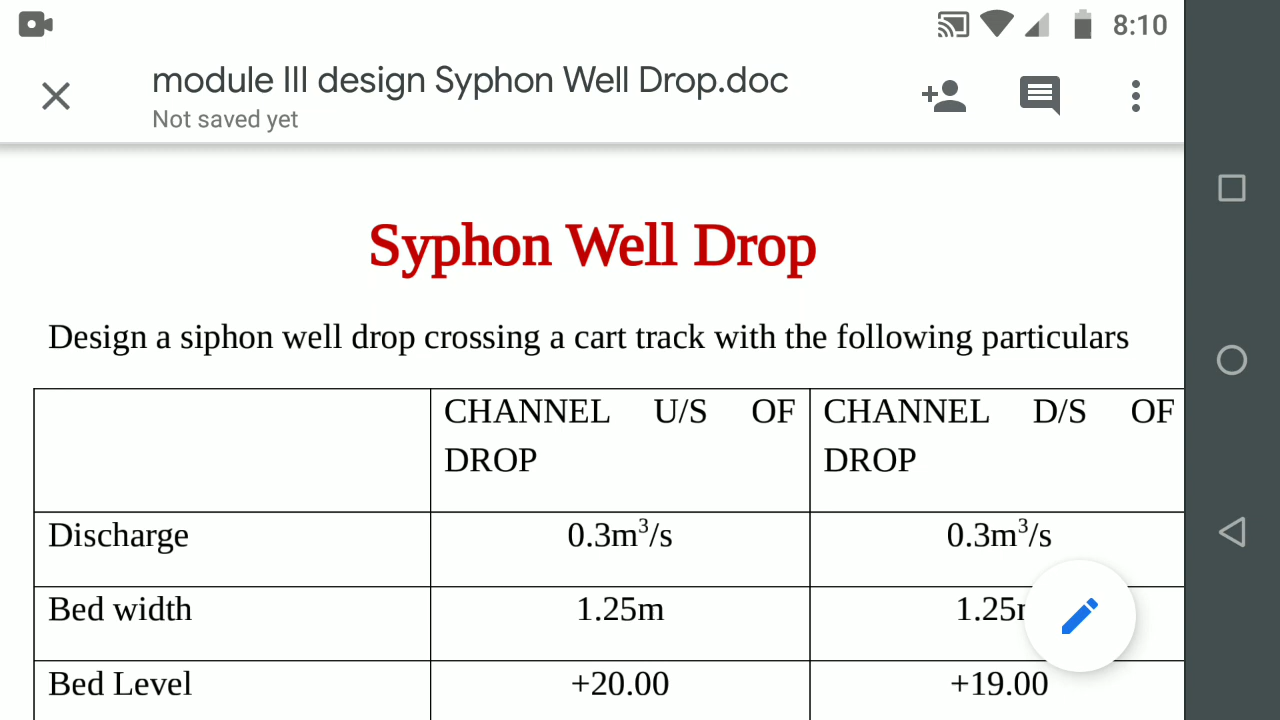 8:10
module III design Syphon Well Drop.doc
Not saved yet
Syphon Well Drop
Design a siphon well drop crossing a cart track with the following particulars
CHANNEL U/S OF DROP
CHANNEL D/S OF DROP
Discharge 0.3m³/s 0.3m³/s
Bed width 1.25m 1.25
Bed Level +20.00 +19.00